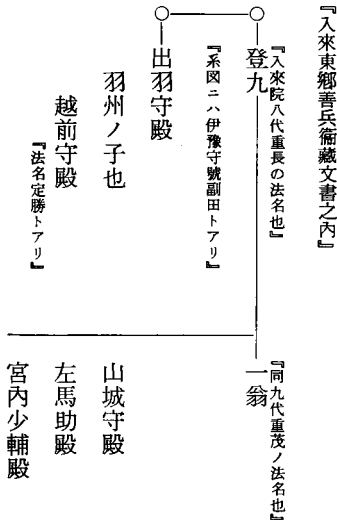 『入來東郷善兵衞藏文書之內』
『入來院八代重長の法名也』
登九
『同九代重茂ノ法名也』
一翁
『系図ニハ伊豫守號副田トアリ』
出羽守殿
羽州ノ子也
山城守殿
越前守殿
左馬助殿
『法名定勝トアリ』
宮內少輔殿